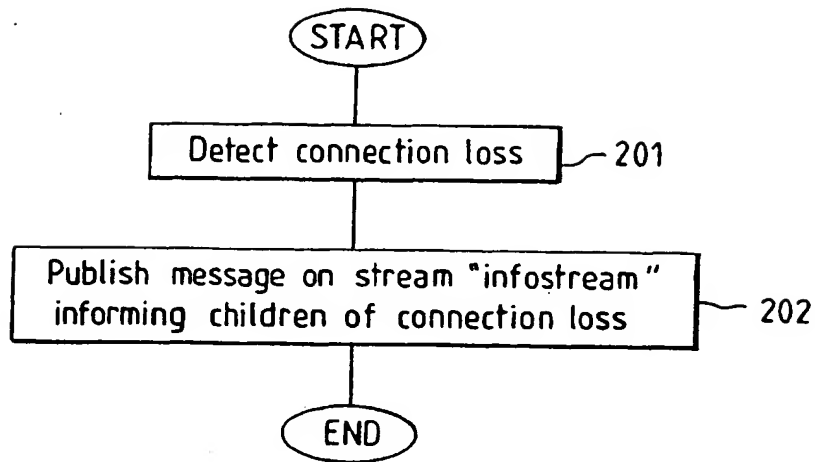 START
Detect connection loss
201
Publish message on stream "infostream"
informing children of connection loss
202
END